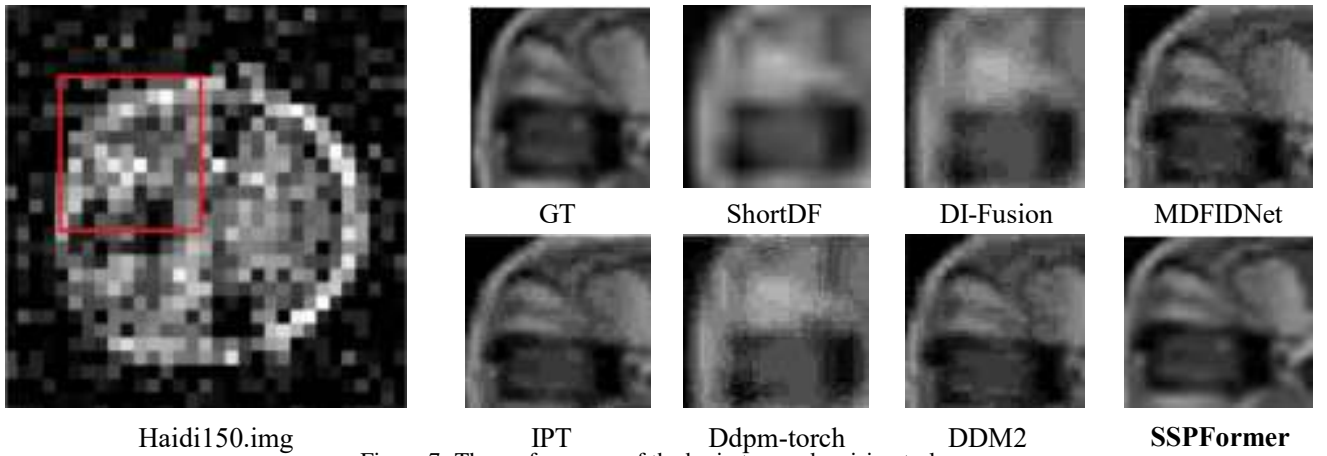 GT ShortDF DI-Fusion MDFIDNet
Haidi150.img IPT Ddpm-torch DDM2 SSPFormer